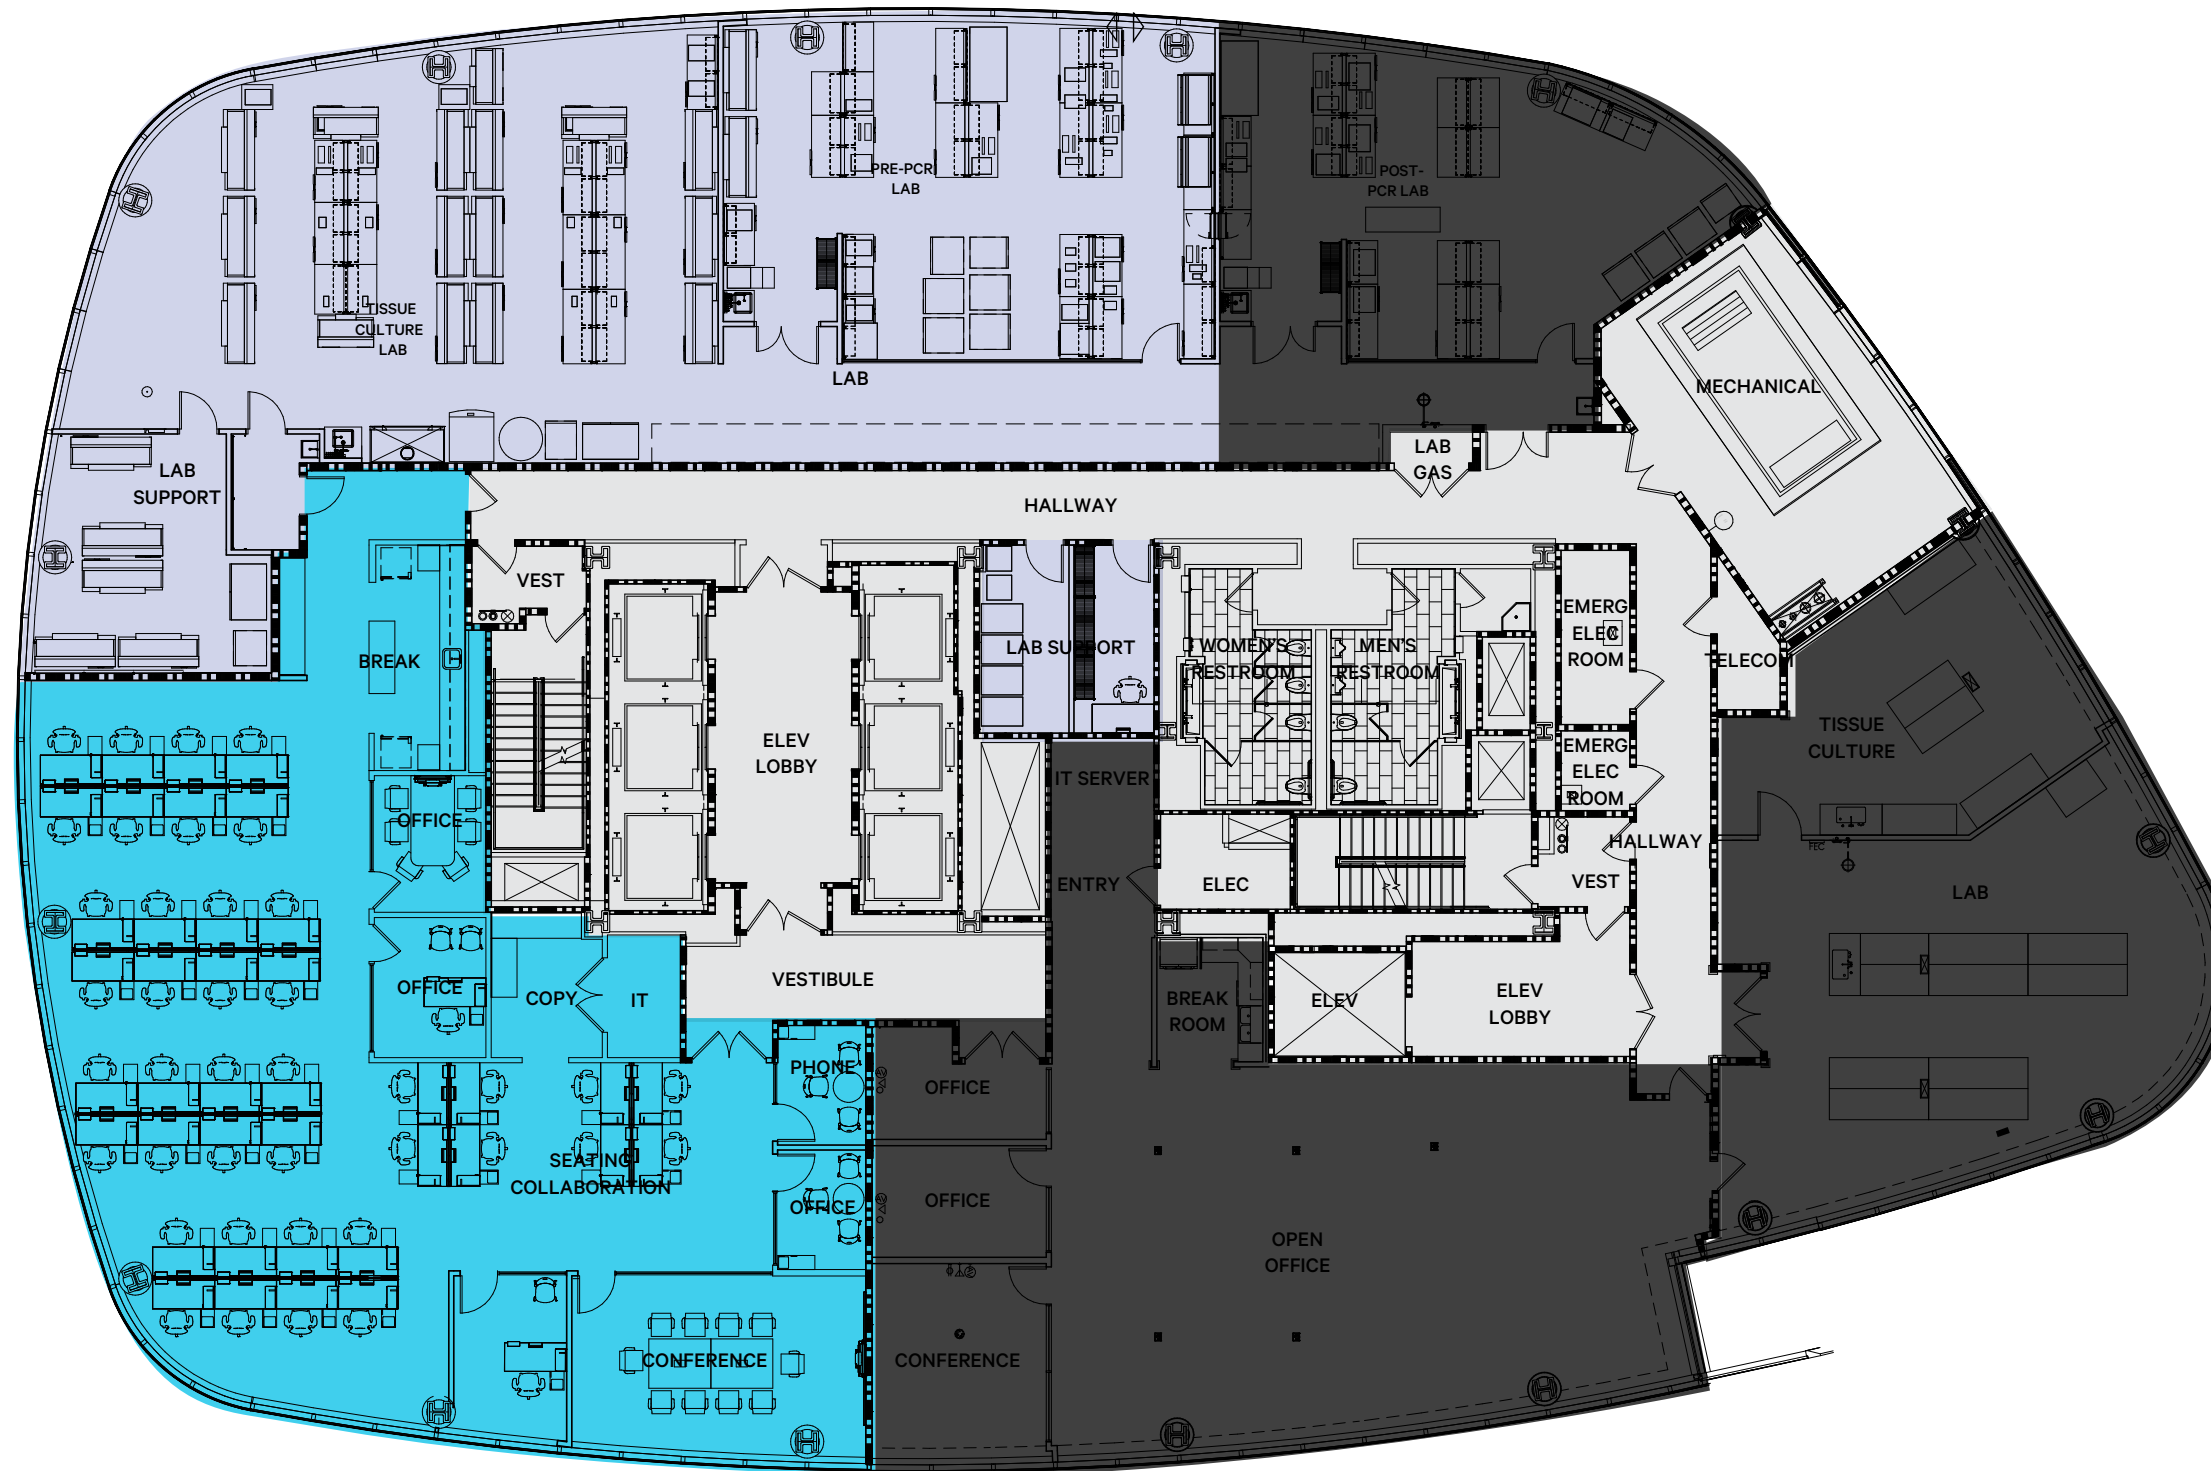 PRE-PCR
LAB
POST-
PCR LAB
TISSUE
CULTURE
LAB
LAB
MECHANICAL
LAB
GAS
LAB
SUPPORT
HALLWAY
VEST
EMERG
ELEC
ROOM
BREAK
LAB SUPPORT
WOMEN'S
RESTROOM
MEN'S
RESTROOM
TELECOM
TISSUE
CULTURE
ELEV
LOBBY
EMERG
ELEC
ROOM
IT SERVER
OFFICE
HALLWAY
FEC
ENTRY
ELEC
VEST
LAB
OFFICE
COPY
IT
VESTIBULE
BREAK
ROOM
ELEV
ELEV
LOBBY
PHONE
OFFICE
SEATING
COLLABORATION
OFFICE
OFFICE
OPEN
OFFICE
CONFERENCE
CONFERENCE